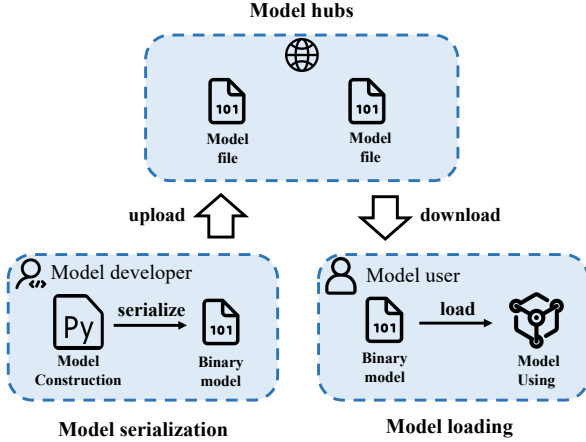 Model hubs
101
101
Model
file
Model
file
upload
download
Model developer
Py
serialize
101
Model
Construction
Binary
model
Model user
101
load
Binary
model
Model
Using
Model serialization
Model loading